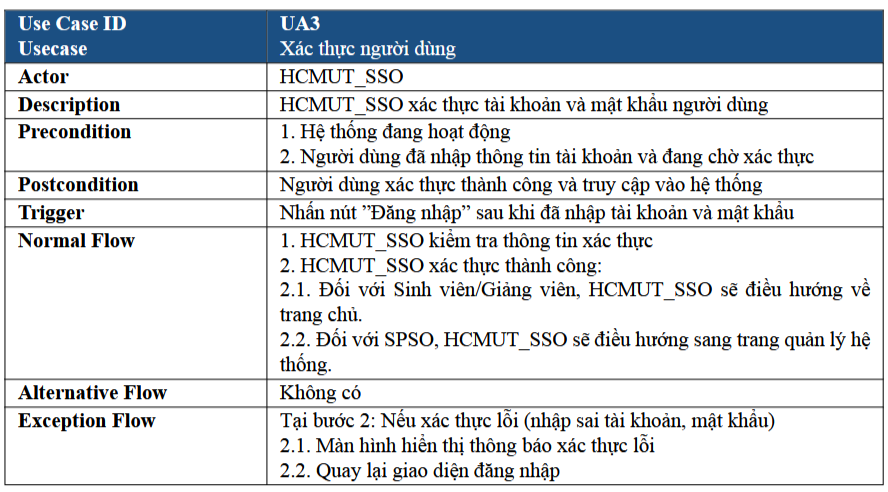 Use Case ID UA3
Usecase Xác thực người dùng
Actor HCMUT_SSO
Description HCMUT_SSO xác thực tài khoản và mật khẩu người dùng
Precondition 1. Hệ thống đang hoạt động
2. Người dùng đã nhập thông tin tài khoản và đang chờ xác thực
Postcondition Người dùng xác thực thành công và truy cập vào hệ thống
Trigger Nhấn nút ”Đăng nhập” sau khi đã nhập tài khoản và mật khẩu
Normal Flow 1. HCMUT_SSO kiểm tra thông tin xác thực
2. HCMUT_SSO xác thực thành công:
2.1. Đối với Sinh viên/Giảng viên, HCMUT_SSO sẽ điều hướng về
trang chủ.
2.2. Đối với SPSO, HCMUT_SSO sẽ điều hướng sang trang quản lý hệ
thống.
Alternative Flow Không có
Exception Flow Tại bước 2: Nếu xác thực lỗi (nhập sai tài khoản, mật khẩu)
2.1. Màn hình hiển thị thông báo xác thực lỗi
2.2. Quay lại giao diện đăng nhập